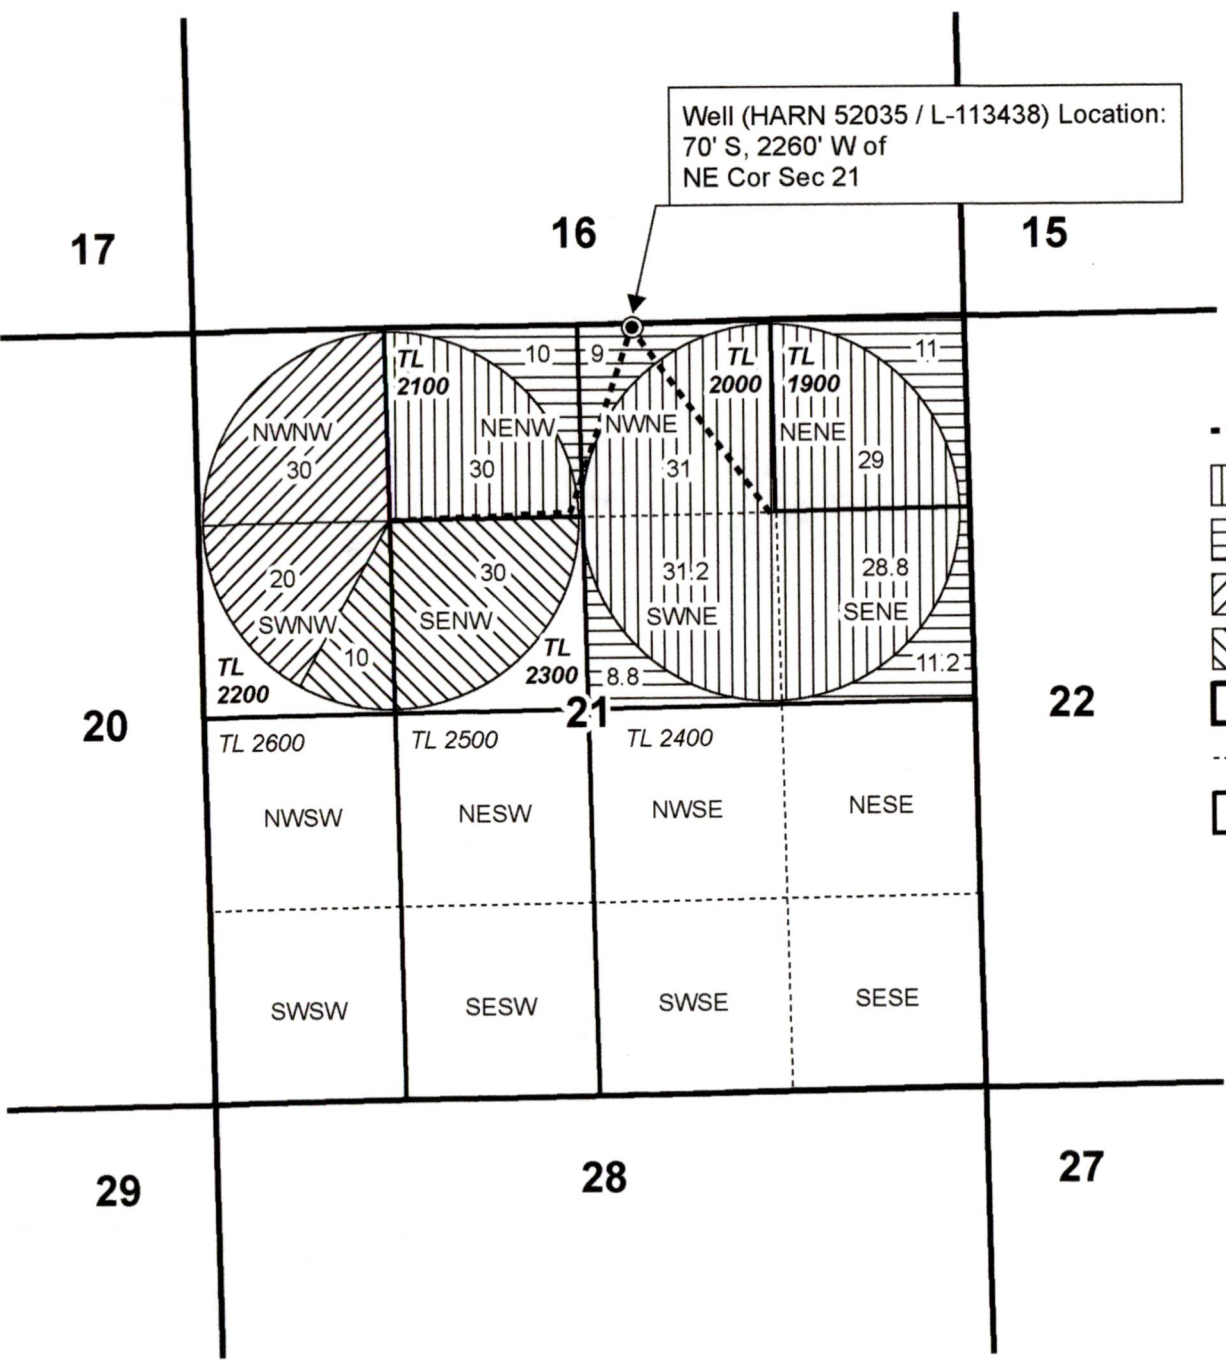 Well (HARN 52035 / L-113438) Location:
70' S, 2260' W of
NE Cor Sec 21
17
16
15
TL
2100
10
9
TL
2000
TL
1900
11
NWNW
30
NENW
30
NWNE
31
NENE
29
20
SWNW
10
30
SENW
31.2
SWNE
28.8
SENE
TL
2200
TL
2300
8.8
11.2
20
21
22
TL 2600
TL 2500
TL 2400
NWSW
NESW
NWSE
NESE
SWSW
SESW
SWSE
SESE
29
28
27